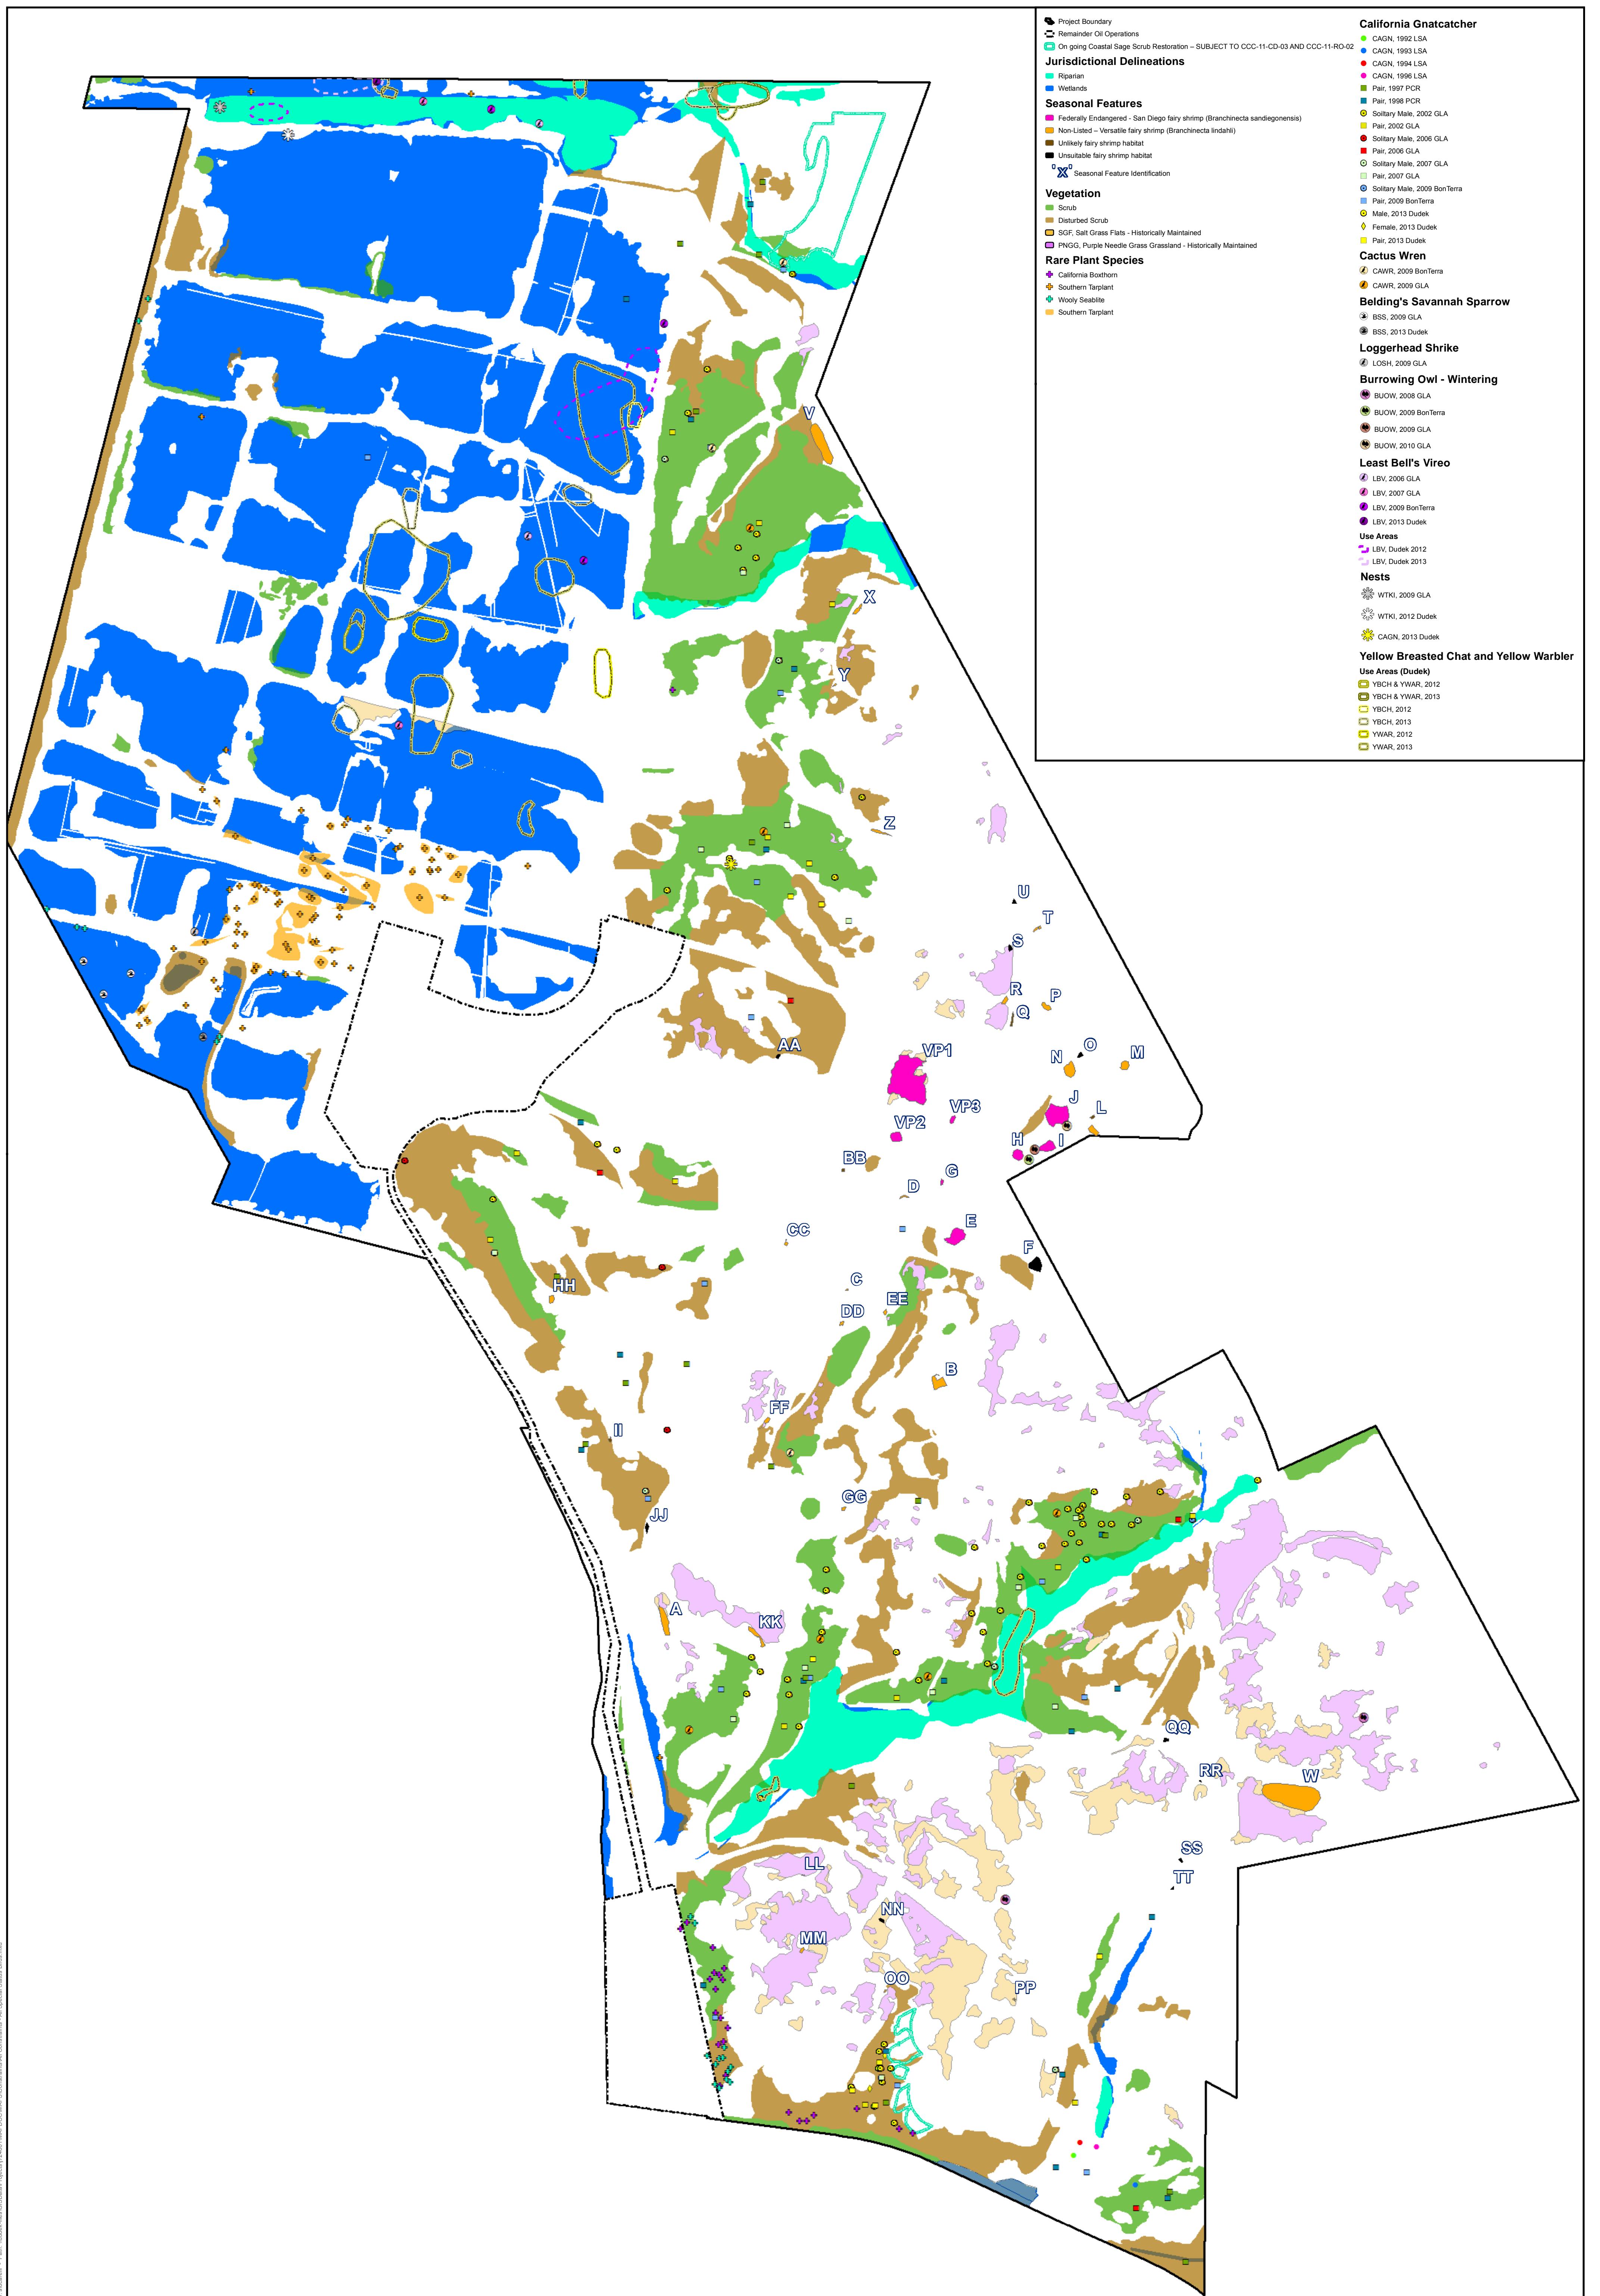 Project Boundary
Remainder Oil Operations
On going Coastal Sage Scrub Restoration – SUBJECT TO CCC-11-CD-03 AND CCC-11-RO-02
Jurisdictional Delineations
Riparian
Wetlands
Seasonal Features
Federally Endangered - San Diego fairy shrimp (Branchinecta sandiegonensis)
Non-Listed – Versatile fairy shrimp (Branchinecta lindahli)
Unlikely fairy shrimp habitat
Unsuitable fairy shrimp habitat
'X' Seasonal Feature Identification
Vegetation
Scrub
Disturbed Scrub
SGF, Salt Grass Flats - Historically Maintained
PNGG, Purple Needle Grass Grassland - Historically Maintained
Rare Plant Species
California Boxthorn
Southern Tarplant
Wooly Seablite
Southern Tarplant
California Gnatcatcher
CAGN, 1992 LSA
CAGN, 1993 LSA
CAGN, 1994 LSA
CAGN, 1996 LSA
Pair, 1997 PCR
Pair, 1998 PCR
Soiltary Male, 2002 GLA
Pair, 2002 GLA
Solitary Male, 2006 GLA
Pair, 2006 GLA
Solitary Male, 2007 GLA
Pair, 2007 GLA
Solitary Male, 2009 BonTerra
Pair, 2009 BonTerra
Male, 2013 Dudek
Female, 2013 Dudek
Pair, 2013 Dudek
Cactus Wren
CAWR, 2009 BonTerra
CAWR, 2009 GLA
Belding's Savannah Sparrow
BSS, 2009 GLA
BSS, 2013 Dudek
Loggerhead Shrike
LOSH, 2009 GLA
Burrowing Owl - Wintering
BUOW, 2008 GLA
BUOW, 2009 BonTerra
BUOW, 2009 GLA
BUOW, 2010 GLA
Least Bell's Vireo
LBV, 2006 GLA
LBV, 2007 GLA
LBV, 2009 BonTerra
LBV, 2013 Dudek
Use Areas
LBV, Dudek 2012
LBV, Dudek 2013
Nests
WTKI, 2009 GLA
WTKI, 2012 Dudek
CAGN, 2013 Dudek
Yellow Breasted Chat and Yellow Warbler
Use Areas (Dudek)
YBCH & YWAR, 2012
YBCH & YWAR, 2013
YBCH, 2012
YBCH, 2013
YWAR, 2012
YWAR, 2013
V
X
Y
Z
U
T
S
R
P
Q
AA
O
N
M
VP1
J
L
VP3
VP2
H
I
BB
G
D
E
CC
F
C
HH
EE
DD
B
FF
II
GG
JJ
A
KK
QQ
RR
W
SS
LL
TT
NN
MM
OO
PP